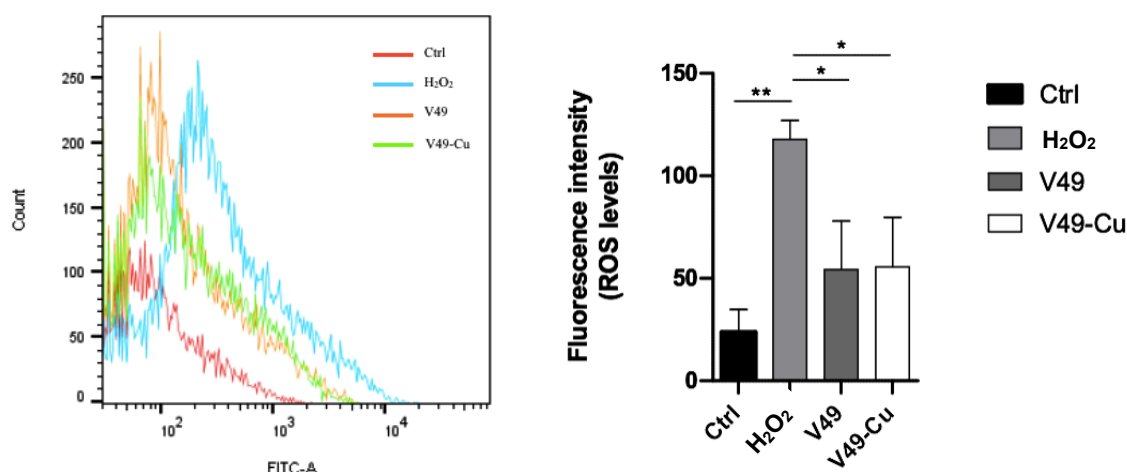 Ctrl
H₂O₂
V49
V49-Cu
Count
250
200
150
100
50
0
10²
10³
10⁴
FITC-A
Fluorescence intensity
(ROS levels)
150
100
50
0
**
*
*
Ctrl
H₂O₂
V49
V49-Cu
Ctrl
H₂O₂
V49
V49-Cu